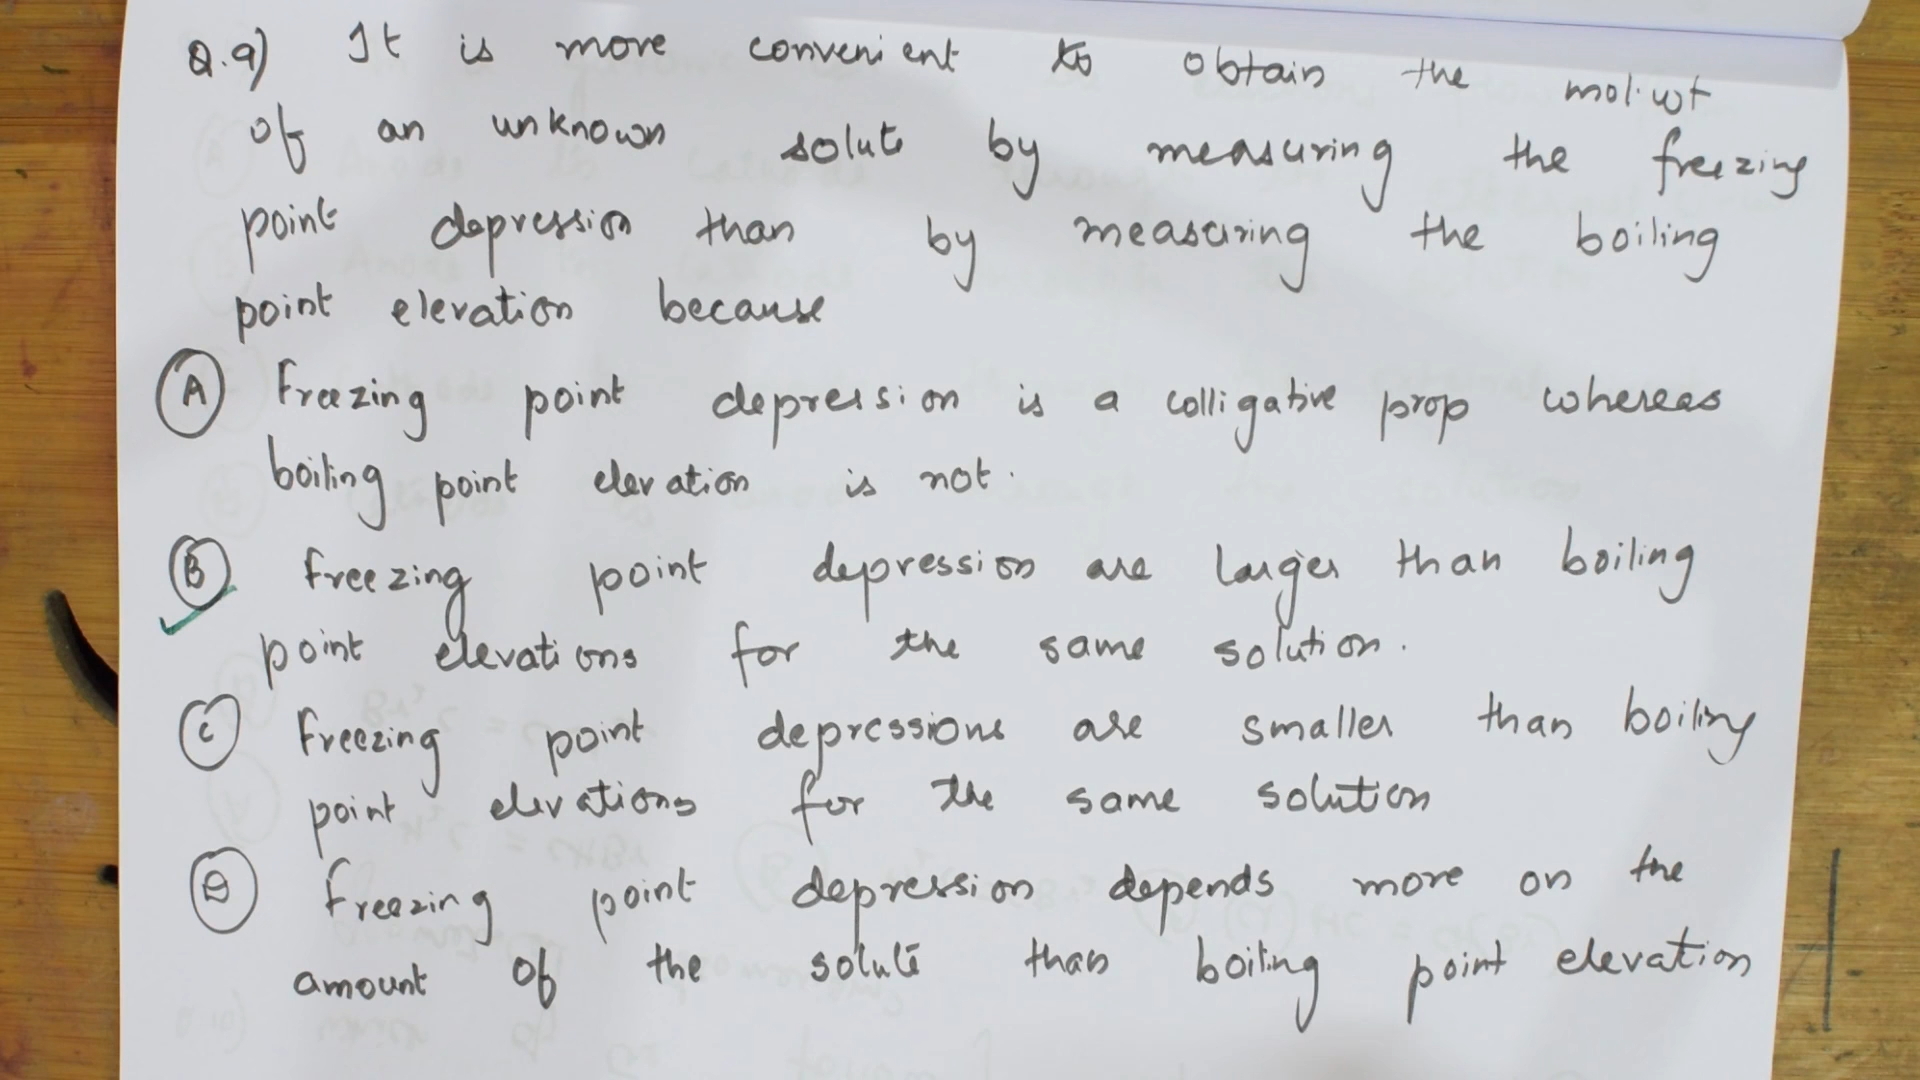 Q.9) It is more convenient to obtain the mol.wt
of an unknown solute by measuring the freezing
point depression than by measuring the boiling
point elevation because
A Freezing point depression is a colligative prop whereas
boiling point elevation is not.
B freezing point depression are larger than boiling
point elevations for the same solution.
C Freezing point depressions are smaller than boiling
point elevations for the same solution
D freezing point depression depends more on the
amount of the solute than boiling point elevation